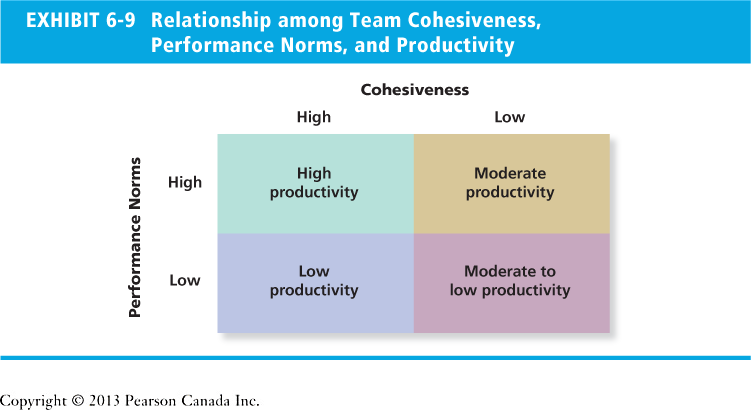 EXHIBIT 6-9 Relationship among Team Cohesiveness,
Performance Norms, and Productivity
Cohesiveness
High Low
Performance Norms
High
High
productivity
Moderate
productivity
Low
Low
productivity
Moderate to
low productivity
Copyright © 2013 Pearson Canada Inc.